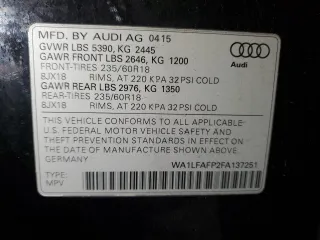 MFD. BY AUDI AG 04 15
GVWR LBS 5390, KG 2445
GAWR FRONT LBS 2646, KG 1200
FRONT-TIRES 235/60R18
8JX18 RIMS, AT 220 KPA 32 PSI COLD
GAWR REAR LBS 2976, KG 1350
REAR-TIRES 235/60R18
8JX18 RIMS, AT 220 KPA 32 PSI COLD
Audi
THIS VEHICLE CONFORMS TO ALL APPLICABLE
U.S. FEDERAL MOTOR VEHICLE SAFETY AND
THEFT PREVENTION STANDARDS IN EFFECT ON THE
DATE OF MANUFACTURE SHOWN ABOVE.
GERMANY WA1LFAFP2FA137251
TYPE:
MPV